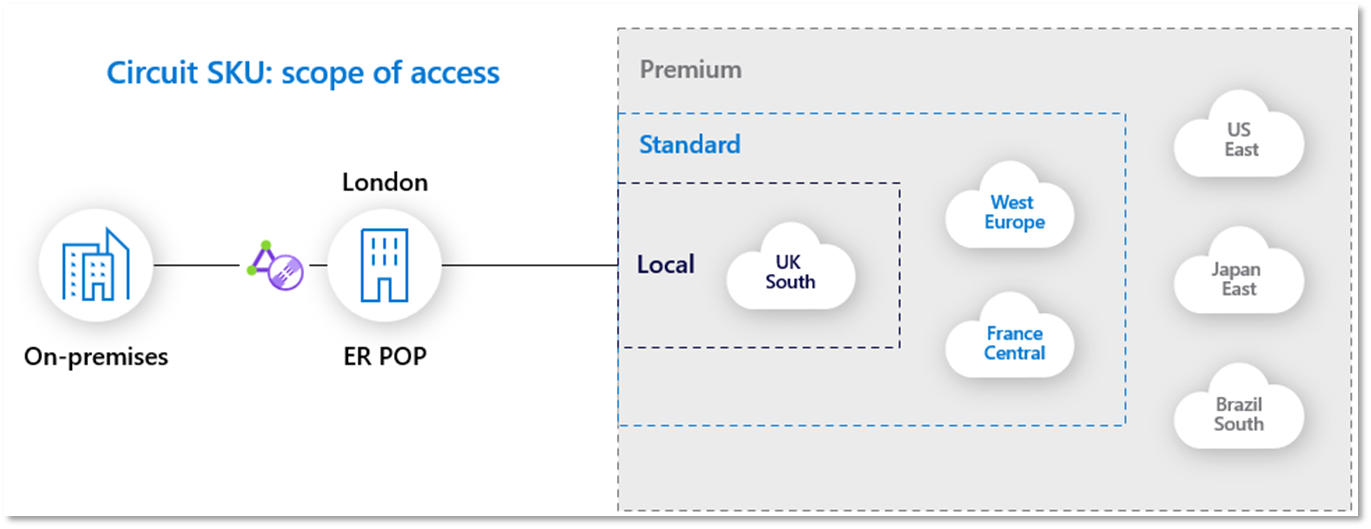 Circuit SKU: scope of access
London
On-premises
ER POP
Premium
Standard
Local
UK
South
West
Europe
France
Central
US
East
Japan
East
Brazil
South